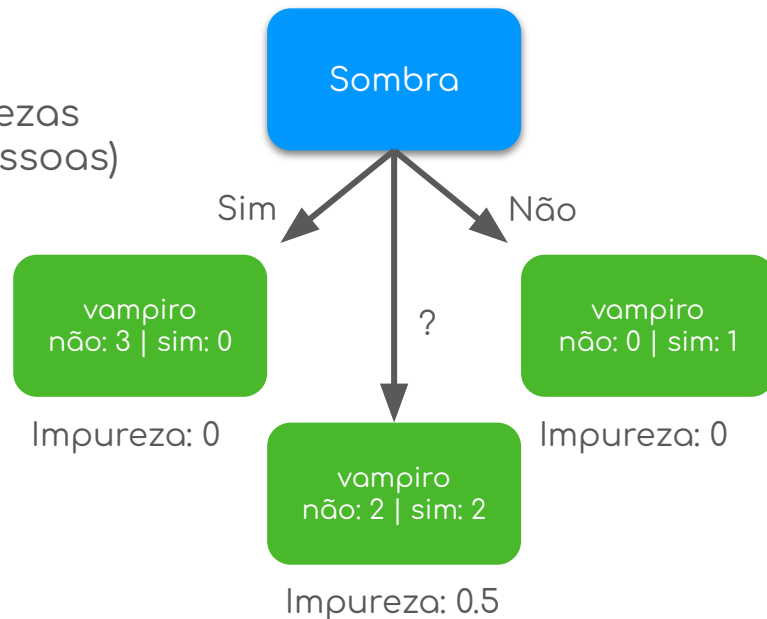 Sombra
ezas
ssoas)
Sim
Não
vampiro
não: 3 | sim: 0
?
vampiro
não: 0 | sim: 1
Impureza: 0
Impureza: 0
vampiro
não: 2 | sim: 2
Impureza: 0.5